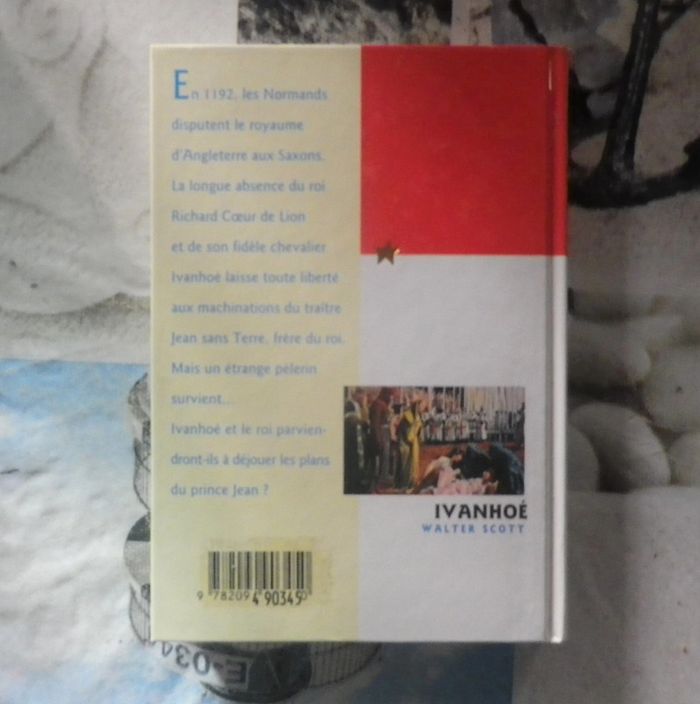 En 1192, les Normands
disputent le royaume
d'Angleterre aux Saxons.
La longue absence du roi
Richard Cœur de Lion
et de son fidèle chevalier
Ivanhoé laisse toute liberté
aux machinations du traître
Jean sans Terre, frère du roi.
Mais un étrange pèlerin
survient...
Ivanhoé et le roi parvien-
dront-ils à déjouer les plans
du prince Jean ?
IVANHOÉ
WALTER SCOTT
9 782094 903450
E-034